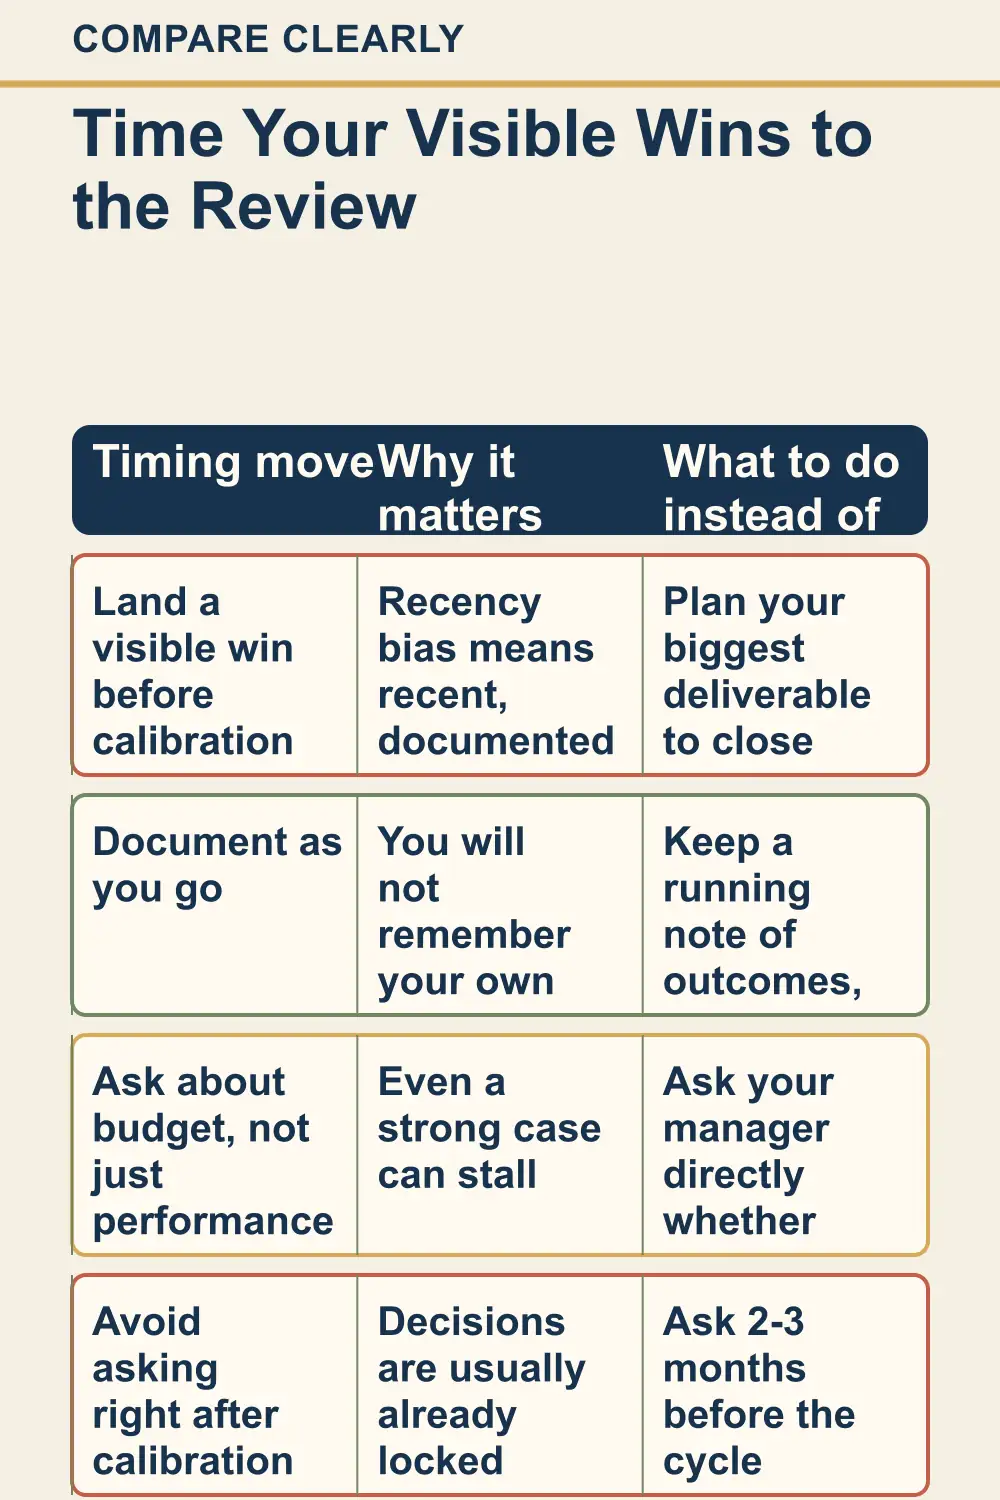 COMPARE CLEARLY
Time Your Visible Wins to
the Review
Timing move
Why it
matters
What to do
instead of
Land a
visible win
before
calibration
Recency
bias means
recent,
documented
Plan your
biggest
deliverable
to close
Document as
you go
You will
not
remember
your own
Keep a
running
note of
outcomes,
Ask about
budget, not
just
performance
Even a
strong case
can stall
Ask your
manager
directly
whether
Avoid
asking
right after
calibration
Decisions
are usually
already
locked
Ask 2-3
months
before the
cycle